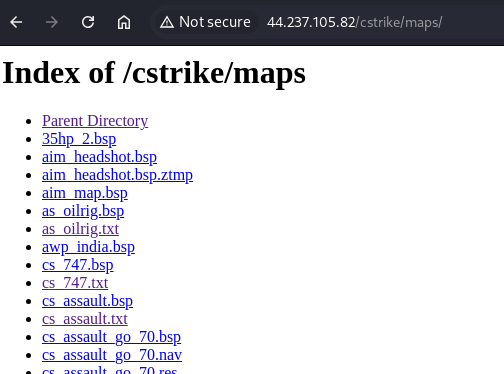 Not secure 44.237.105.82/cstrike/maps/
Index of /cstrike/maps
Parent Directory
35hp_2.bsp
aim_headshot.bsp
aim_headshot.bsp.ztmp
aim_map.bsp
as_oilrig.bsp
as_oilrig.txt
awp_india.bsp
cs_747.bsp
cs_747.txt
cs_assault.bsp
cs_assault.txt
cs_assault_go_70.bsp
cs_assault_go_70.nav
cs_assault_go_70.res